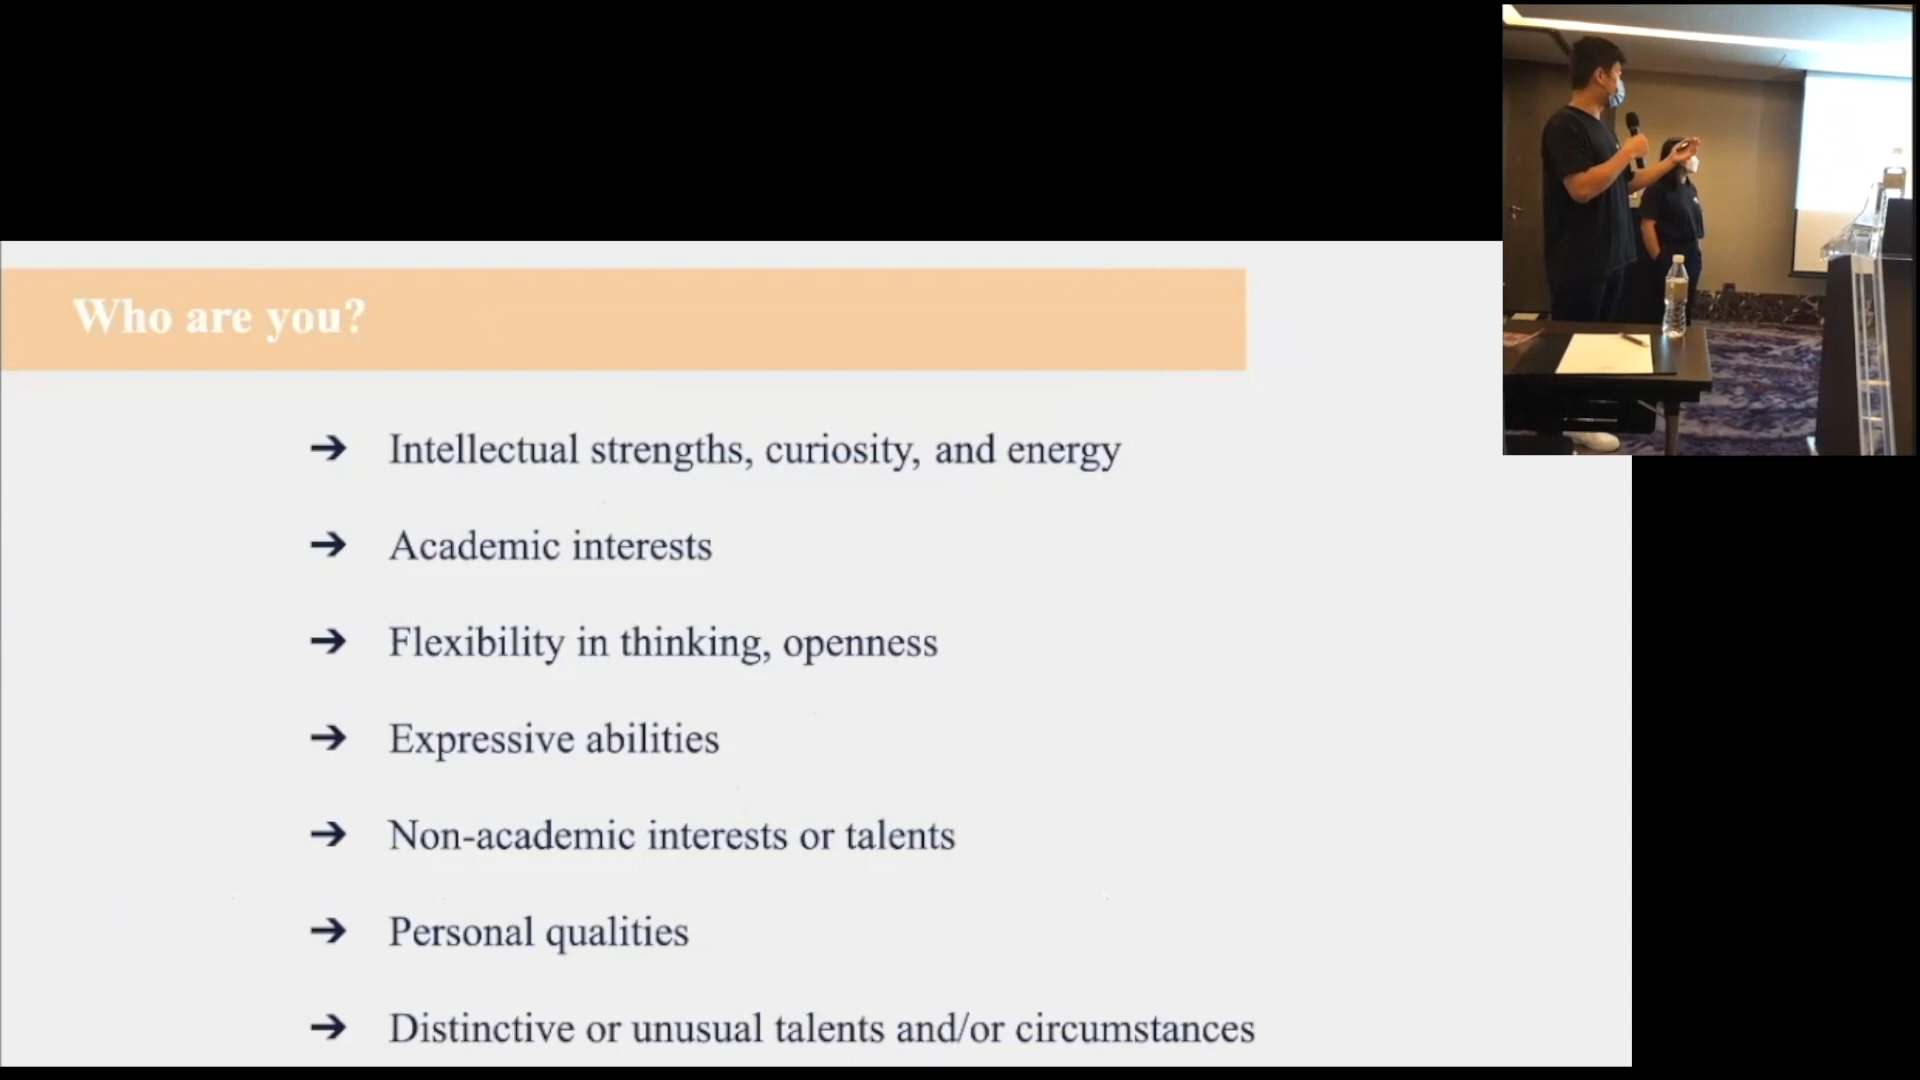 Who are you?
➔ Intellectual strengths, curiosity, and energy
➔ Academic interests
➔ Flexibility in thinking, openness
➔ Expressive abilities
➔ Non-academic interests or talents
➔ Personal qualities
➔ Distinctive or unusual talents and/or circumstances